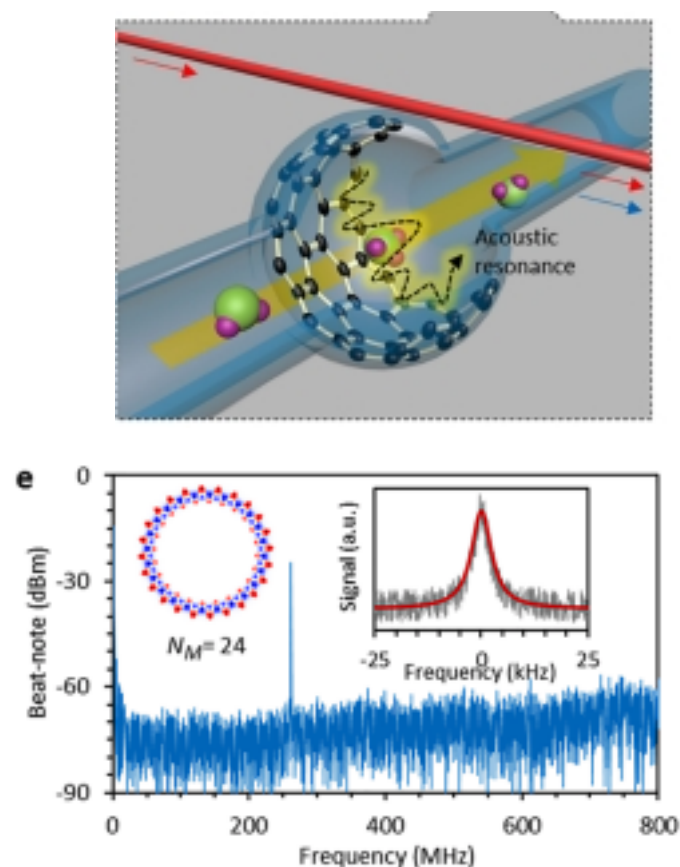 Acoustic
resonance
e
0
-30
-60
-90
Beat-note (dBm)
N_M= 24
Signal (a.u.)
-25
0
25
Frequency (kHz)
0
200
400
600
800
Frequency (MHz)